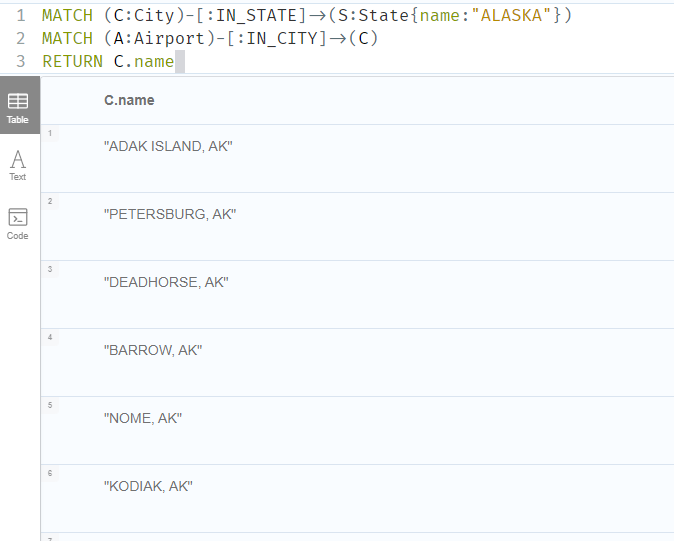 1 MATCH (C:City)-[:IN_STATE]->(S:State{name:"ALASKA"})
2 MATCH (A:Airport)-[:IN_CITY]->(C)
3 RETURN C.name
Table
Text
Code
C.name
1
"ADAK ISLAND, AK"
2
"PETERSBURG, AK"
3
"DEADHORSE, AK"
4
"BARROW, AK"
5
"NOME, AK"
6
"KODIAK, AK"